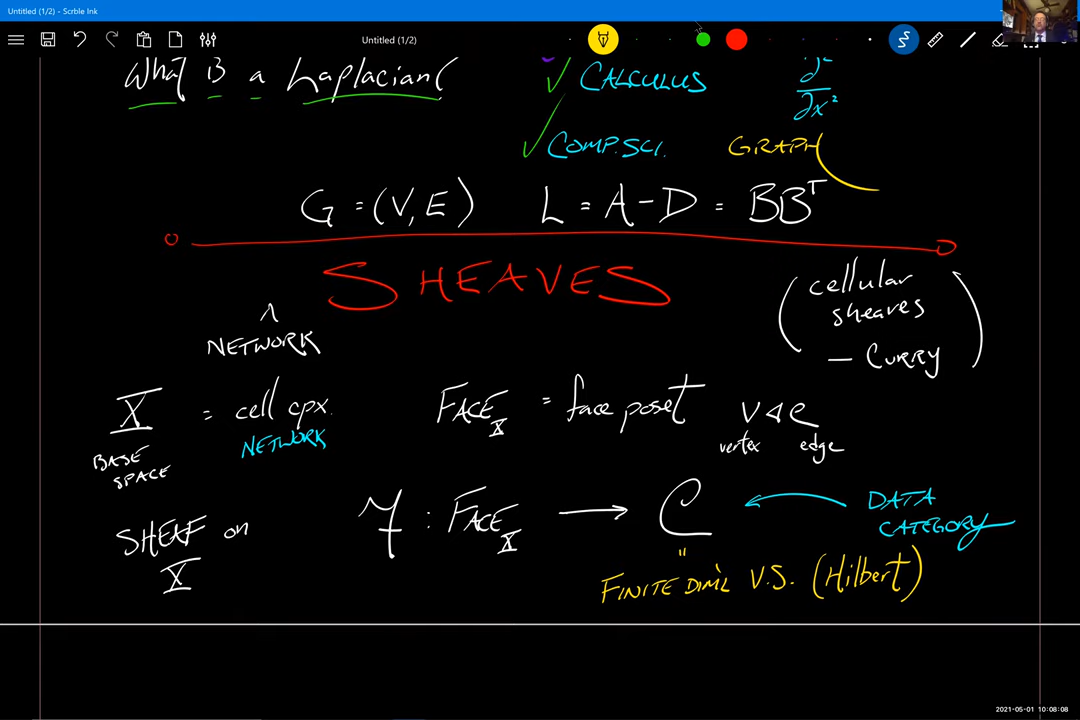 Untitled (1/2) - Scrble Ink
Untitled (1/2)
What is a Laplacian?
✓ CALCULUS ∂²/∂x²
✓ COMP.SCI. GRAPH
G = (V,E) L = A-D = BBᵀ
SHEAVES
^
NETWORK
(cellular
sheaves
— CURRY)
X = cell cpx. FACE_X = face poset v ⊲ e
NETWORK
vertex edge
BASE
SPACE
SHEAF on
X
F : FACE_X → C
DATA
CATEGORY
"
FINITE DIM'L V.S. (Hilbert)
2021-05-01 10:08:08